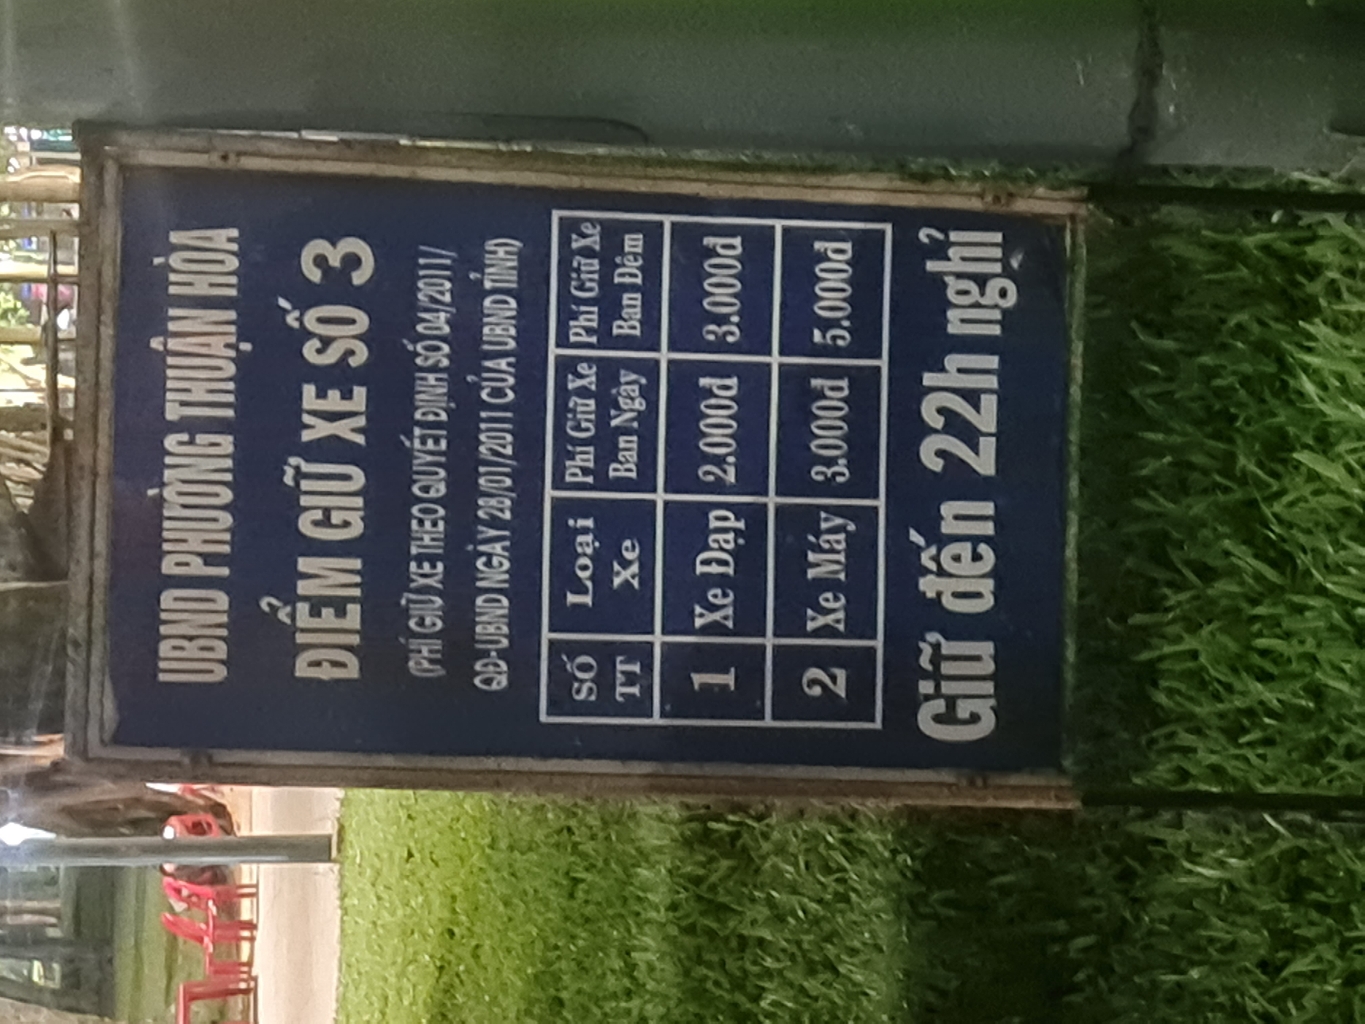 UBND PHƯỜNG THUẬN HÒA
ĐIỂM GIỮ XE SỐ 3
(PHÍ GIỮ XE THEO QUYẾT ĐỊNH SỐ 04/2011/
QĐ-UBND NGÀY 28/01/2011 CỦA UBND TỈNH)
SỐ TT Loại Xe Phí Giữ Xe Ban Ngày Phí Giữ Xe Ban Đêm
1 Xe Đạp 2.000đ 3.000đ
2 Xe Máy 3.000đ 5.000đ
Giữ đến 22h nghỉ